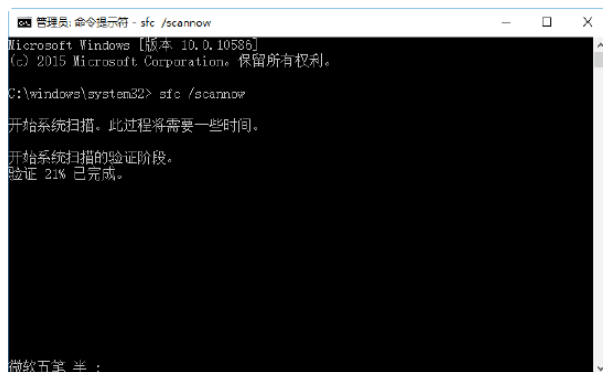 管理员: 命令提示符 - sfc /scannow
Microsoft Windows [版本 10.0.10586]
(c) 2015 Microsoft Corporation。保留所有权利。
C:\windows\system32> sfc /scannow
开始系统扫描。此过程将需要一些时间。
开始系统扫描的验证阶段。
验证 21% 已完成。
微软五笔 半 :